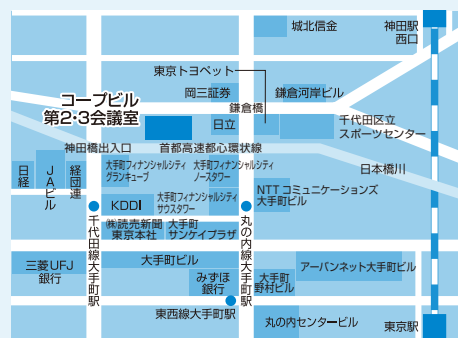 城北信金
神田駅
西口
東京トヨペット
岡三証券
鎌倉河岸ビル
コープビル
第2・3会議室
鎌倉橋
日立
千代田区立
スポーツセンター
神田橋出入口
首都高速都心環状線
日本橋川
日経
JAビル
経団連
大手町フィナンシャルシティ
グランキューブ
大手町フィナンシャルシティ
ノースタワー
KDDI
大手町フィナンシャルシティ
サウスタワー
NTTコミュニケーションズ
大手町ビル
千代田線大手町駅
㈱読売新聞
東京本社
大手町
サンケイプラザ
丸の内線大手町駅
三菱UFJ
銀行
大手町ビル
みずほ
銀行
大手町
野村ビル
アーバンネット大手町ビル
東西線大手町駅
丸の内センタービル
東京駅